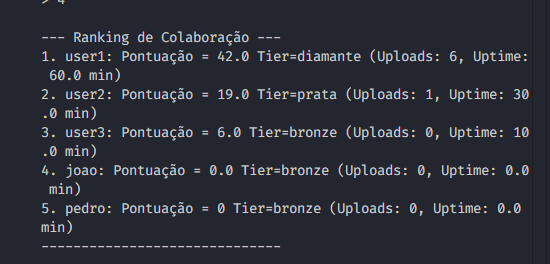 > 4
--- Ranking de Colaboração ---
1. user1: Pontuação = 42.0 Tier=diamante (Uploads: 6, Uptime:
60.0 min)
2. user2: Pontuação = 19.0 Tier=prata (Uploads: 1, Uptime: 30
.0 min)
3. user3: Pontuação = 6.0 Tier=bronze (Uploads: 0, Uptime: 10
.0 min)
4. joao: Pontuação = 0.0 Tier=bronze (Uploads: 0, Uptime: 0.0
min)
5. pedro: Pontuação = 0 Tier=bronze (Uploads: 0, Uptime: 0.0
min)
------------------------------